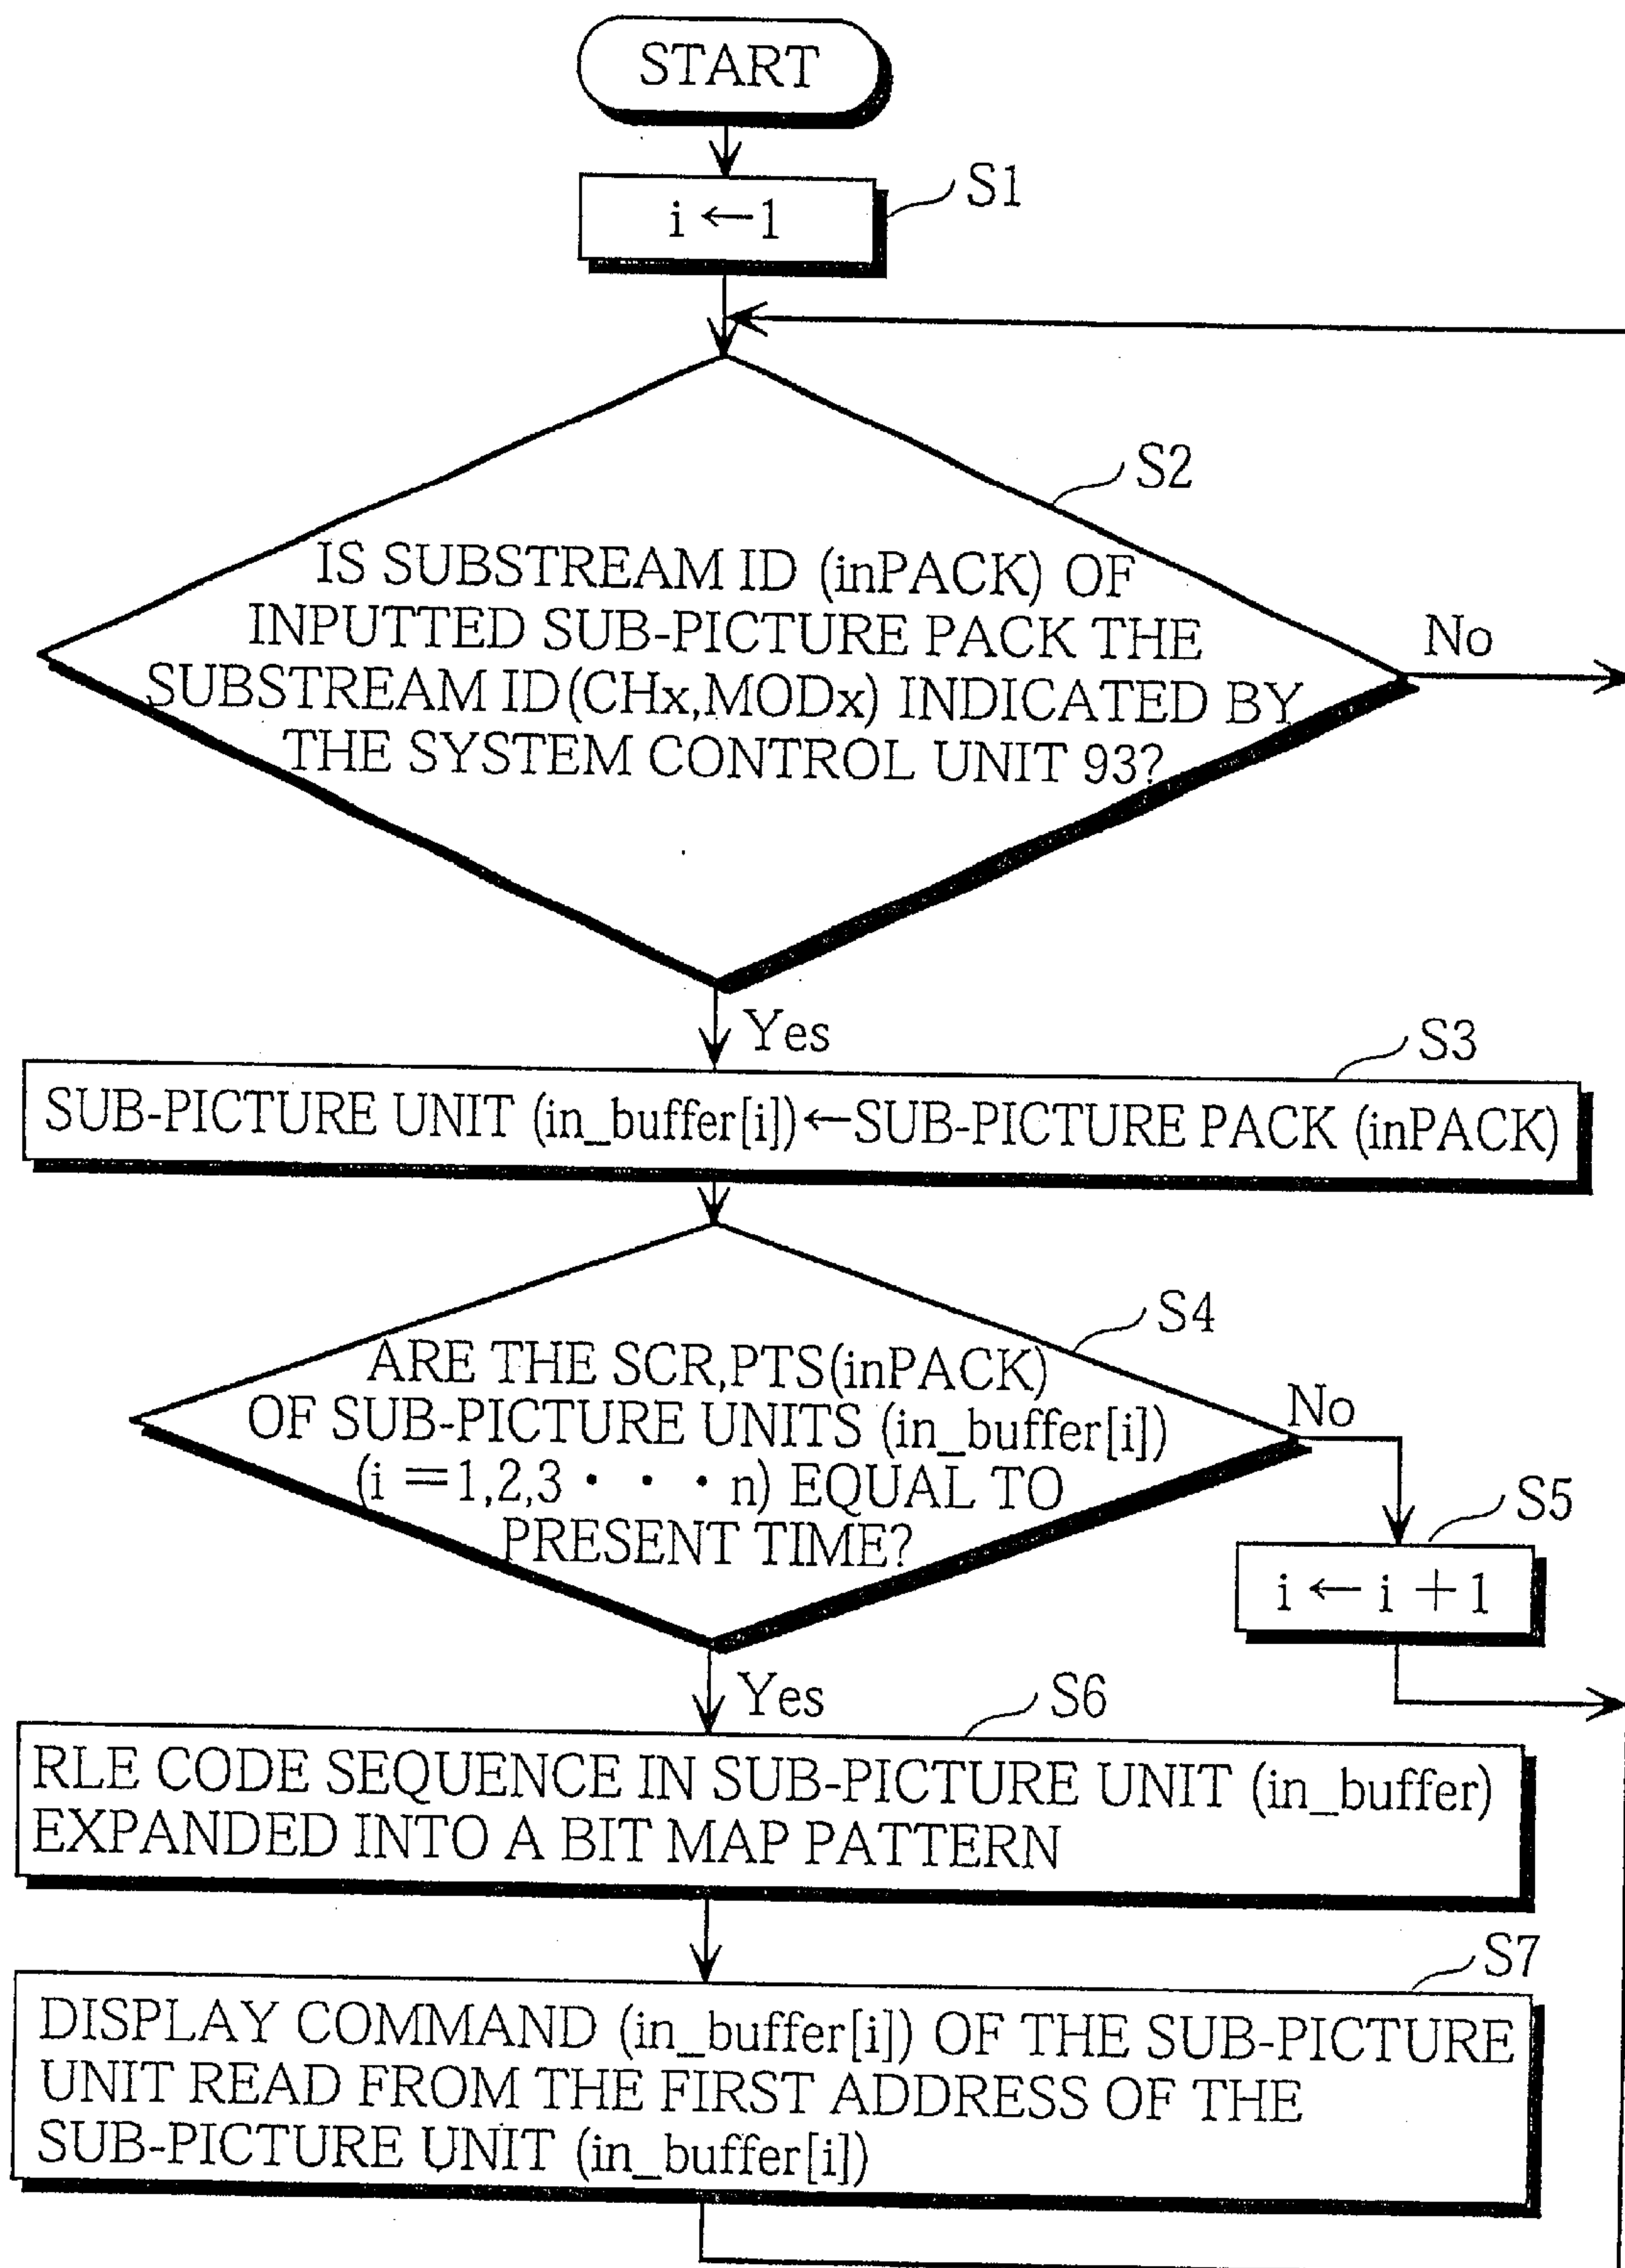 START
S1
i ←1
S2
IS SUBSTREAM ID (inPACK) OF
INPUTTED SUB-PICTURE PACK THE
SUBSTREAM ID(CHx,MODx) INDICATED BY
THE SYSTEM CONTROL UNIT 93?
No
Yes
S3
SUB-PICTURE UNIT (in_buffer[i])←SUB-PICTURE PACK (inPACK)
S4
ARE THE SCR,PTS(inPACK)
OF SUB-PICTURE UNITS (in_buffer[i])
(i =1,2,3 · · · n) EQUAL TO
PRESENT TIME?
No
S5
i ← i +1
Yes
S6
RLE CODE SEQUENCE IN SUB-PICTURE UNIT (in_buffer)
EXPANDED INTO A BIT MAP PATTERN
S7
DISPLAY COMMAND (in_buffer[i]) OF THE SUB-PICTURE
UNIT READ FROM THE FIRST ADDRESS OF THE
SUB-PICTURE UNIT (in_buffer[i])